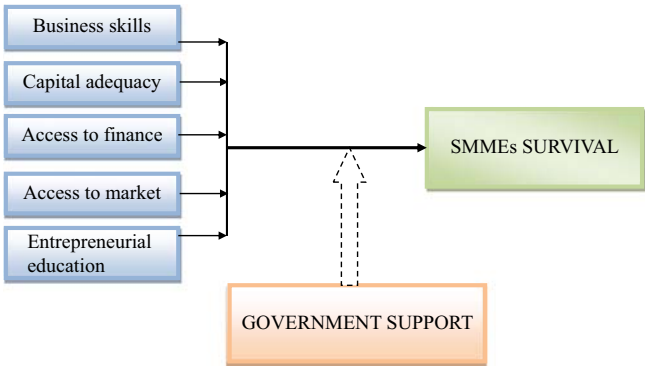 Business skills
Capital adequacy
Access to finance
SMMEs SURVIVAL
Access to market
Entrepreneurial
education
GOVERNMENT SUPPORT